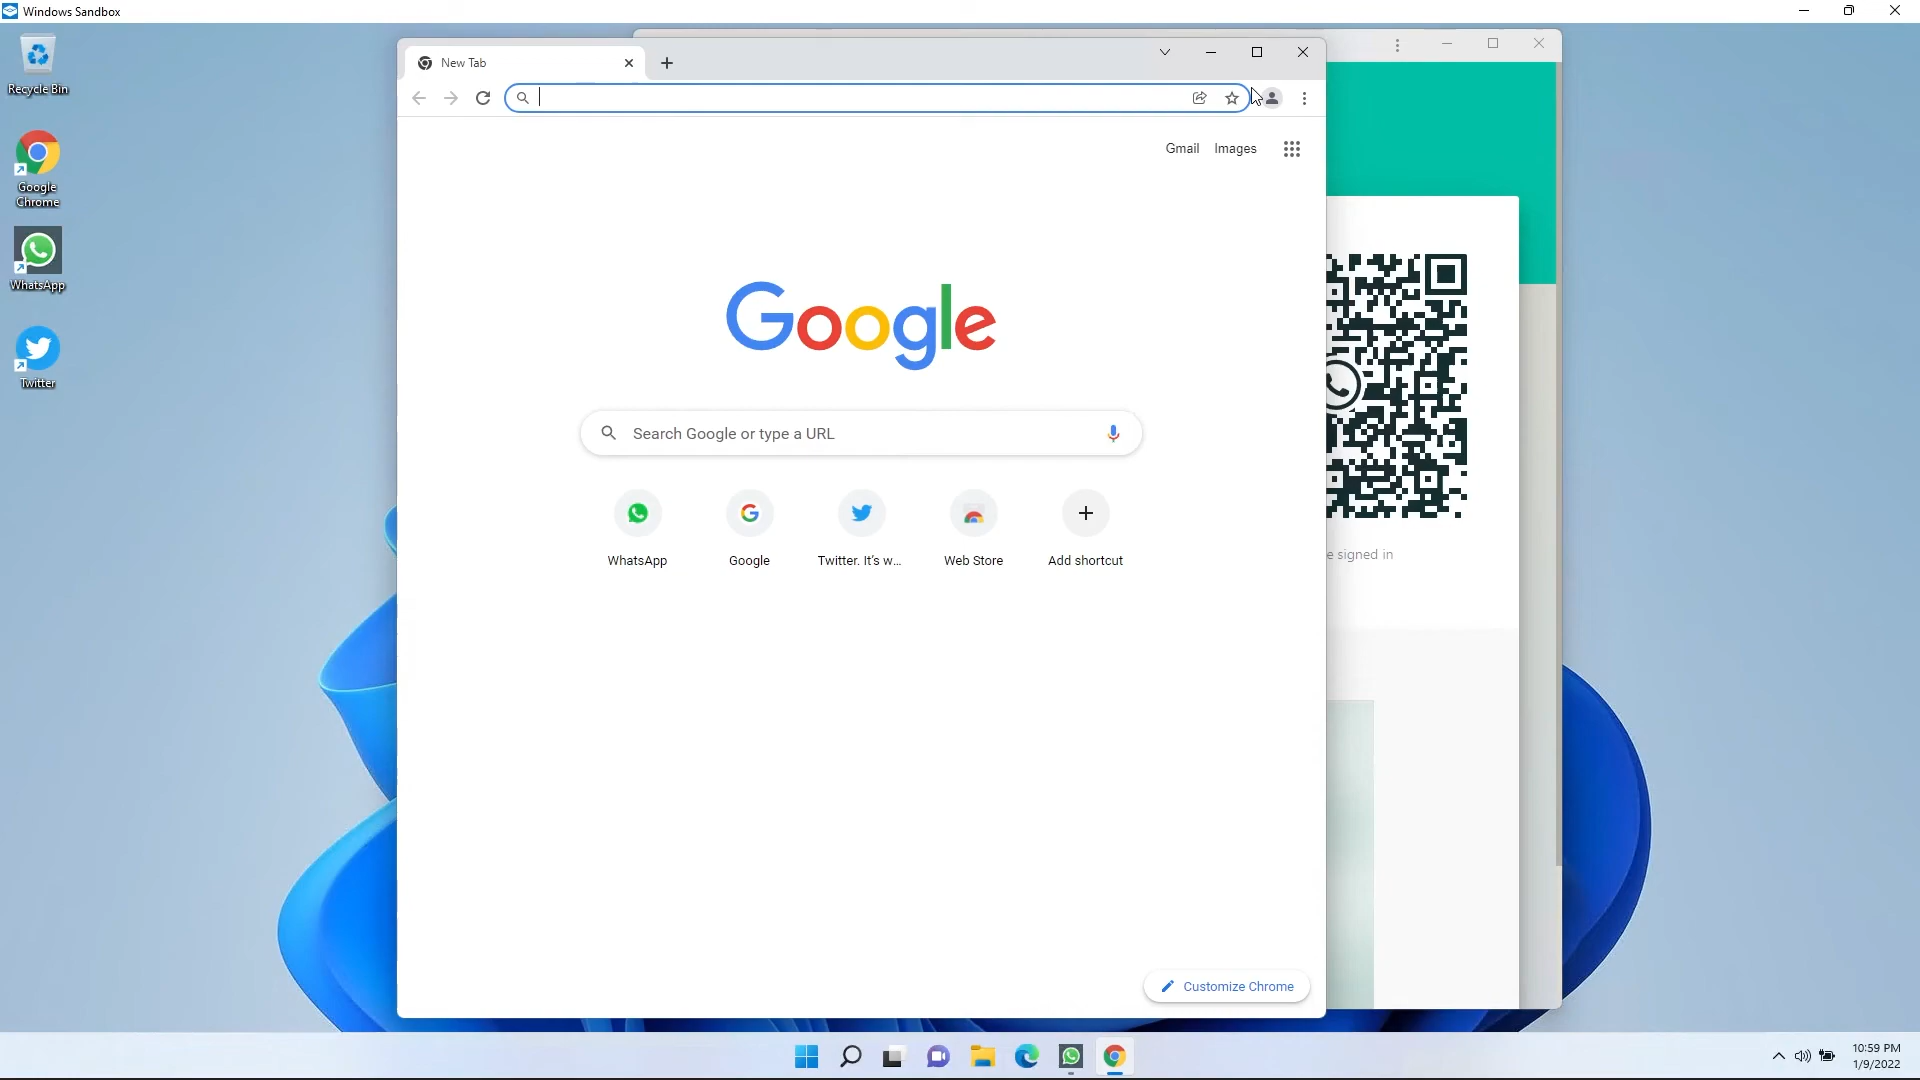 Windows Sandbox
Recycle Bin
Google
Chrome
WhatsApp
Twitter
New Tab
Gmail Images
Google
Search Google or type a URL
WhatsApp
Google
Twitter. It's w...
Web Store
Add shortcut
e signed in
Customize Chrome
10:59 PM
1/9/2022